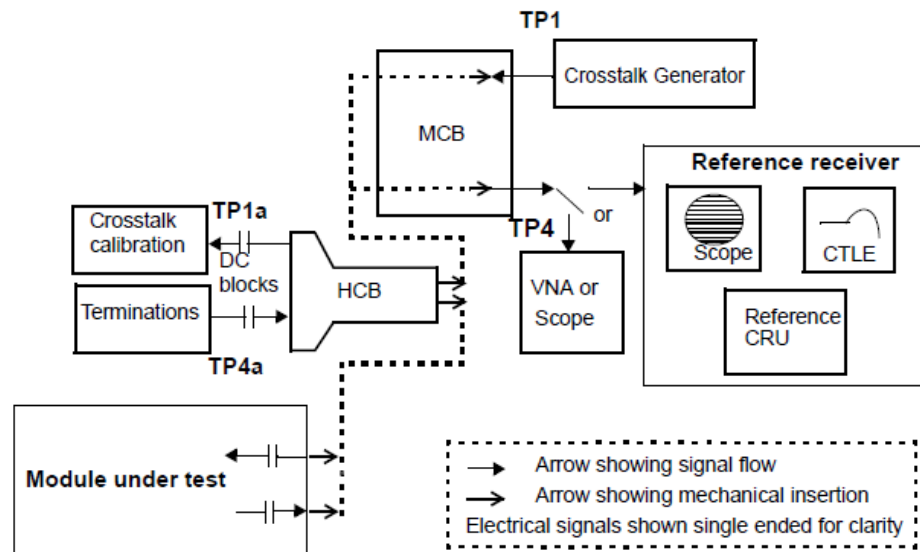 TP1
Crosstalk Generator
MCB
Reference receiver
Scope
CTLE
Reference
CRU
TP4
or
VNA or
Scope
Crosstalk
calibration
TP1a
DC
blocks
HCB
Terminations
TP4a
Module under test
Arrow showing signal flow
Arrow showing mechanical insertion
Electrical signals shown single ended for clarity